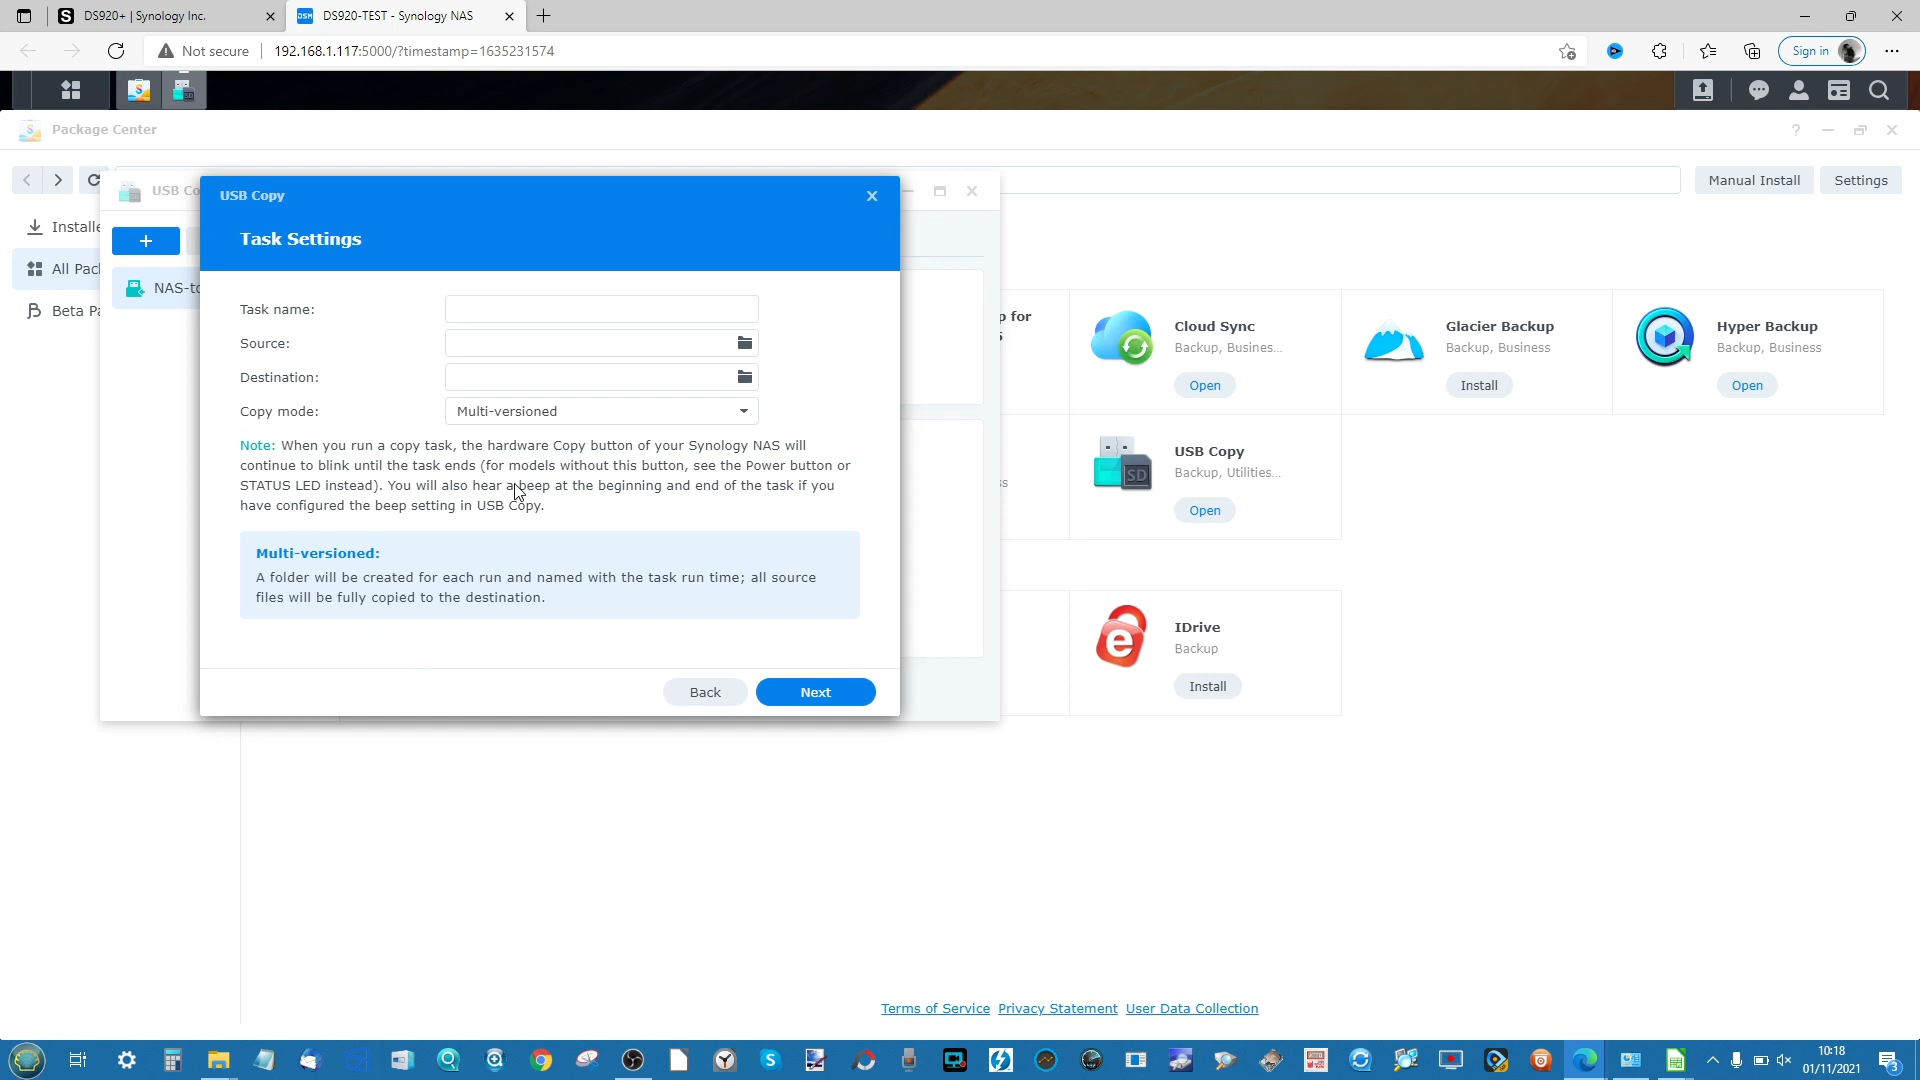 DS920+ | Synology Inc.
DS920-TEST - Synology NAS
Not secure
192.168.1.117:5000/?timestamp=1635231574
Sign in
Package Center
Manual Install
Settings
Installe
All Pac
Beta Pa
USB Co
NAS-to
USB Copy
Task Settings
Task name:
Source:
Destination:
Copy mode:
Multi-versioned
Note: When you run a copy task, the hardware Copy button of your Synology NAS will
continue to blink until the task ends (for models without this button, see the Power button or
STATUS LED instead). You will also hear a beep at the beginning and end of the task if you
have configured the beep setting in USB Copy.
Multi-versioned:
A folder will be created for each run and named with the task run time; all source
files will be fully copied to the destination.
Back
Next
p for
Cloud Sync
Backup, Busines...
Open
Glacier Backup
Backup, Business
Install
Hyper Backup
Backup, Business
Open
ss
USB Copy
Backup, Utilities...
Open
SD
IDrive
Backup
Install
Terms of Service
Privacy Statement
User Data Collection
10:18
01/11/2021
3